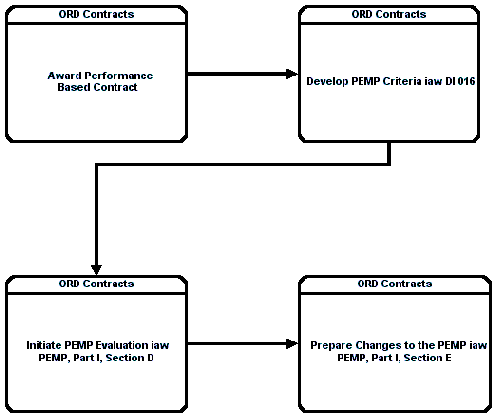 ORD Contracts
Award Performance
Based Contract
ORD Contracts
Develop PEMP Criteria iaw DI 016
ORD Contracts
Initiate PEMP Evaluation iaw
PEMP, Part I, Section D
ORD Contracts
Prepare Changes to the PEMP iaw
PEMP, Part I, Section E